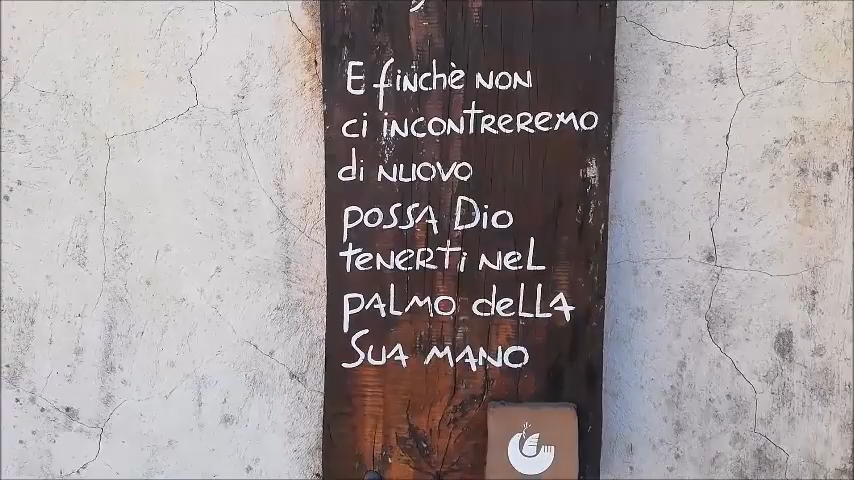 E finchè non
ci incontreremo
di nuovo
possa Dio
tenerti nel
palmo della
Sua mano